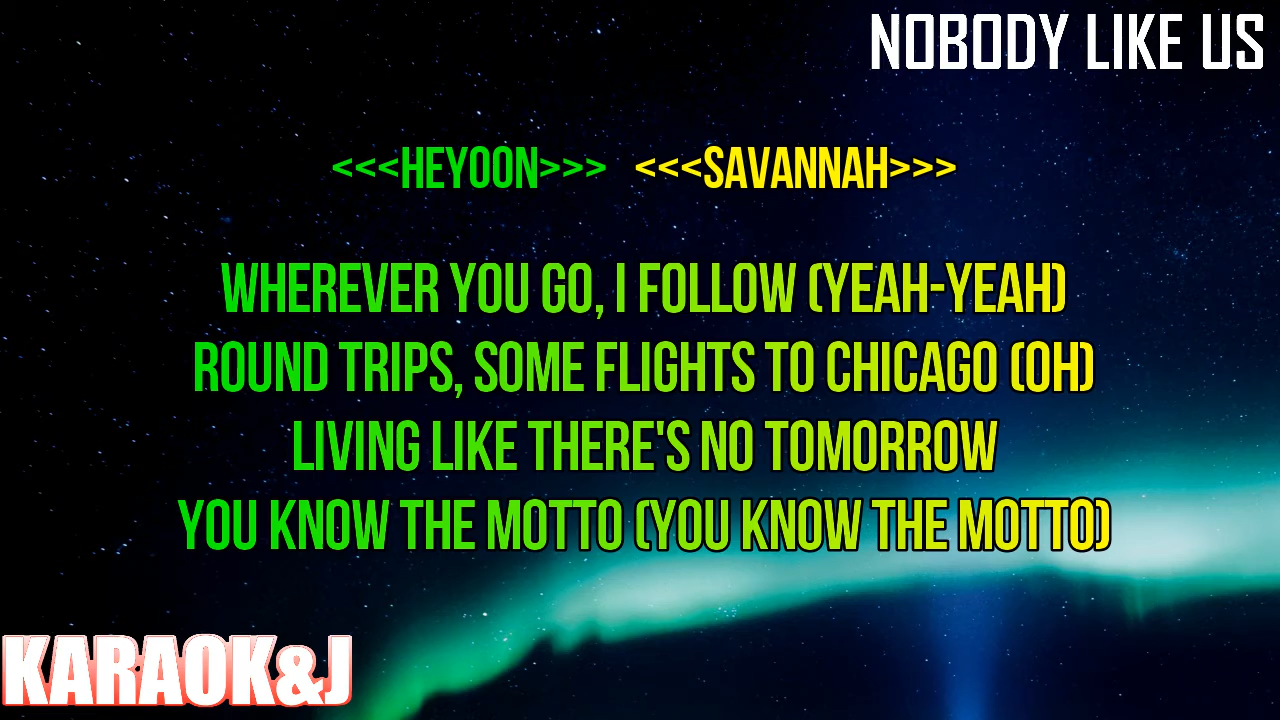 NOBODY LIKE US
<<<HEYOON>>> <<<SAVANNAH>>>
WHEREVER YOU GO, I FOLLOW (YEAH-YEAH)
ROUND TRIPS, SOME FLIGHTS TO CHICAGO (OH)
LIVING LIKE THERE'S NO TOMORROW
YOU KNOW THE MOTTO (YOU KNOW THE MOTTO)
KARAOK&J